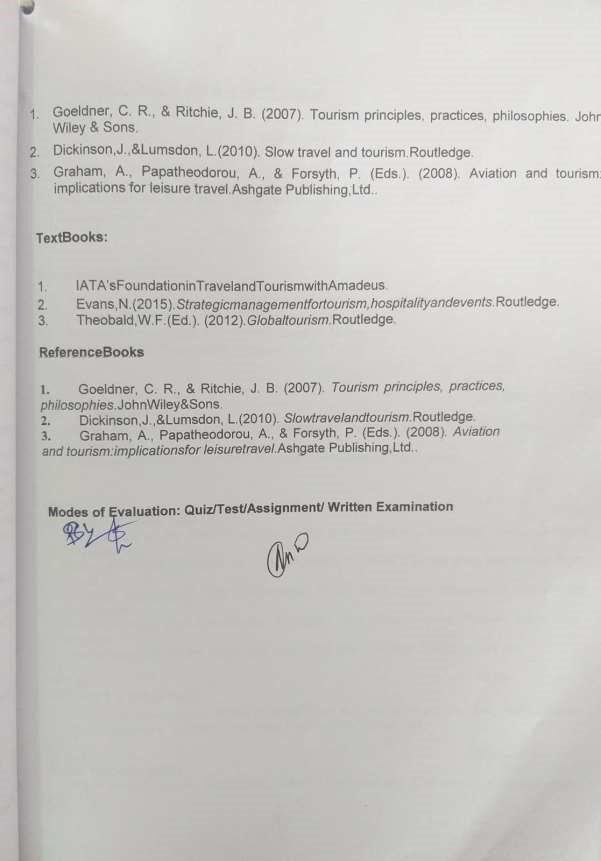 1. Goeldner, C. R., & Ritchie, J. B. (2007). Tourism principles, practices, philosophies. John
Wiley & Sons.
2. Dickinson,J.,&Lumsdon, L.(2010). Slow travel and tourism.Routledge.
3. Graham, A., Papatheodorou, A., & Forsyth, P. (Eds.). (2008). Aviation and tourism:
implications for leisure travel.Ashgate Publishing,Ltd..
TextBooks:
1. IATA'sFoundationinTravelandTourismwithAmadeus.
2. Evans,N.(2015).Strategicmanagementfortourism,hospitalityandevents.Routledge.
3. Theobald,W.F.(Ed.). (2012).Globaltourism.Routledge.
ReferenceBooks
1. Goeldner, C. R., & Ritchie, J. B. (2007). Tourism principles, practices,
philosophies.JohnWiley&Sons.
2. Dickinson,J.,&Lumsdon, L.(2010). Slowtravelandtourism.Routledge.
3. Graham, A., Papatheodorou, A., & Forsyth, P. (Eds.). (2008). Aviation
and tourism:implicationsfor leisuretravel.Ashgate Publishing,Ltd..
Modes of Evaluation: Quiz/Test/Assignment/ Written Examination